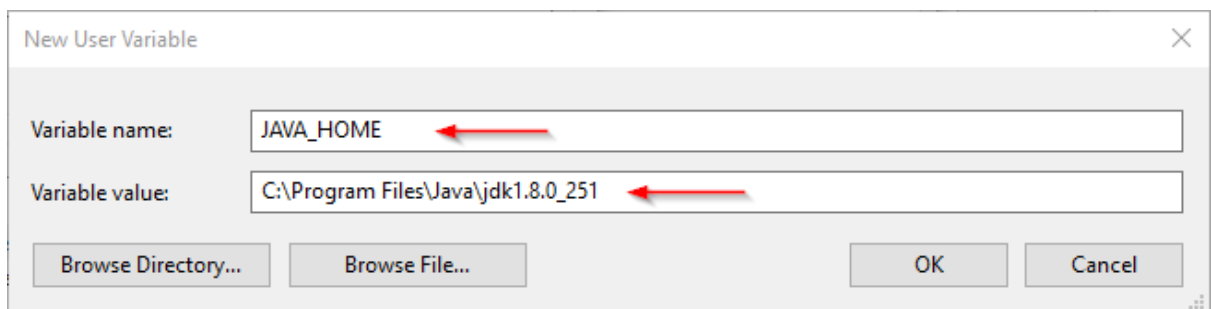 New User Variable
Variable name: JAVA_HOME
Variable value: C:\Program Files\Java\jdk1.8.0_251
Browse Directory... Browse File... OK Cancel